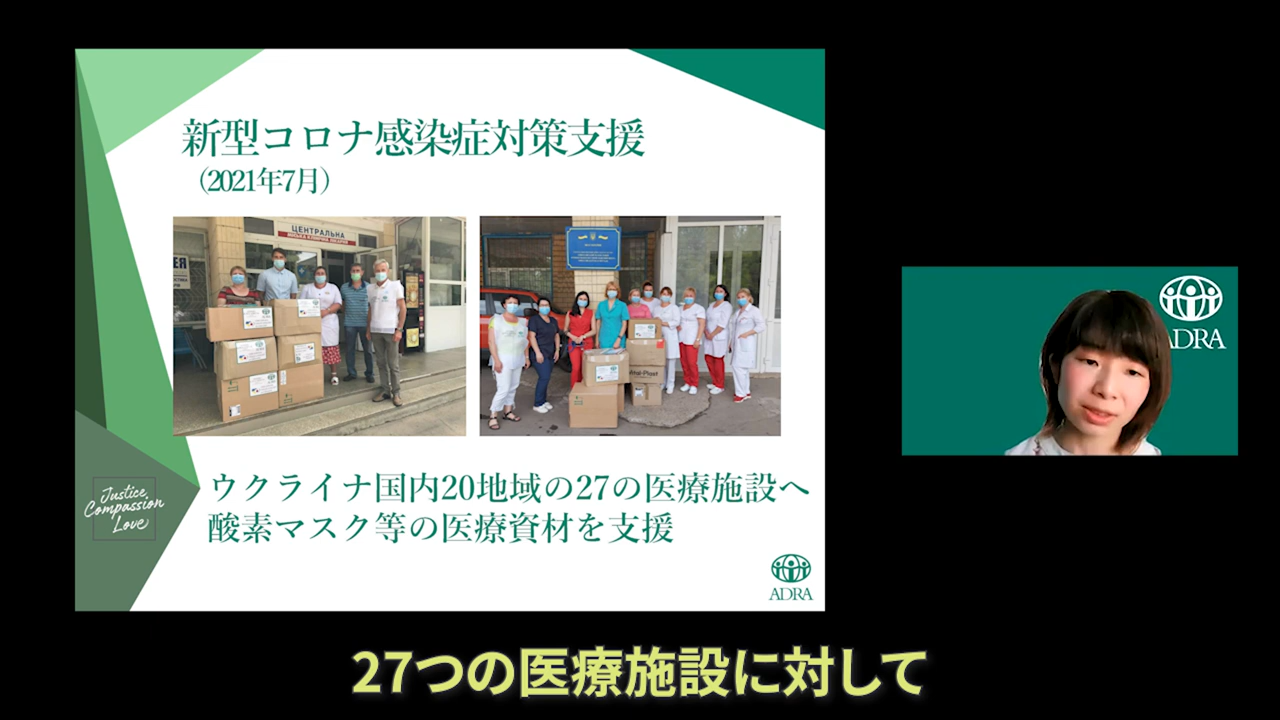 新型コロナ感染症対策支援
（2021年7月）
ЦЕНТРАЛЬНА
ウクライナ国内20地域の27の医療施設へ
酸素マスク等の医療資材を支援
Justice,
Compassion
Love
ADRA
ADRA
27つの医療施設に対して